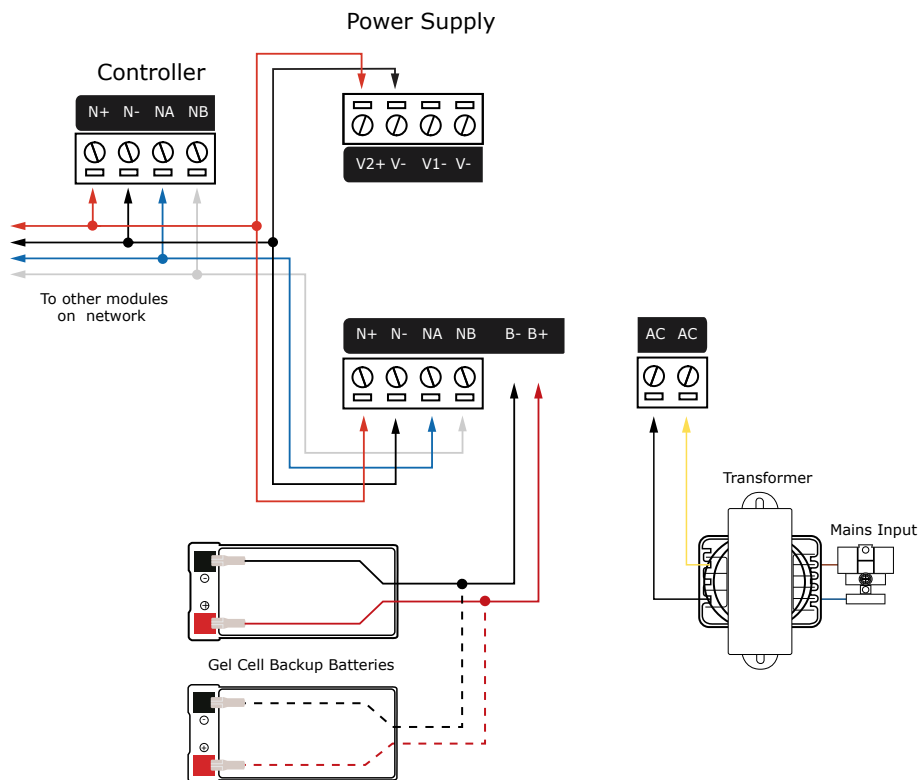 Power Supply
Controller
N+ N- NA NB
V2+ V- V1- V-
To other modules
on network
N+ N- NA NB B- B+
AC AC
Transformer
Mains Input
Gel Cell Backup Batteries